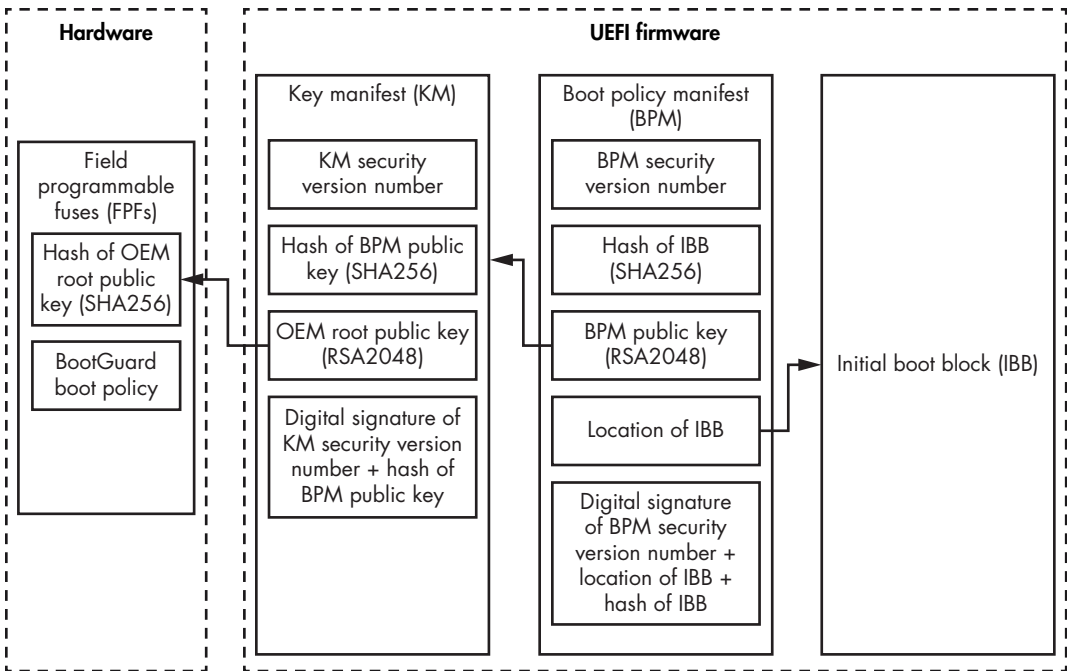 Hardware
Field
programmable
fuses (FPFs)
Hash of OEM
root public
key (SHA256)
BootGuard
boot policy
UEFI firmware
Key manifest (KM)
KM security
version number
Hash of BPM public
key (SHA256)
OEM root public key
(RSA2048)
Digital signature of
KM security version
number + hash of
BPM public key
Boot policy manifest
(BPM)
BPM security
version number
Hash of IBB
(SHA256)
BPM public key
(RSA2048)
Location of IBB
Digital signature
of BPM security
version number +
location of IBB +
hash of IBB
Initial boot block (IBB)